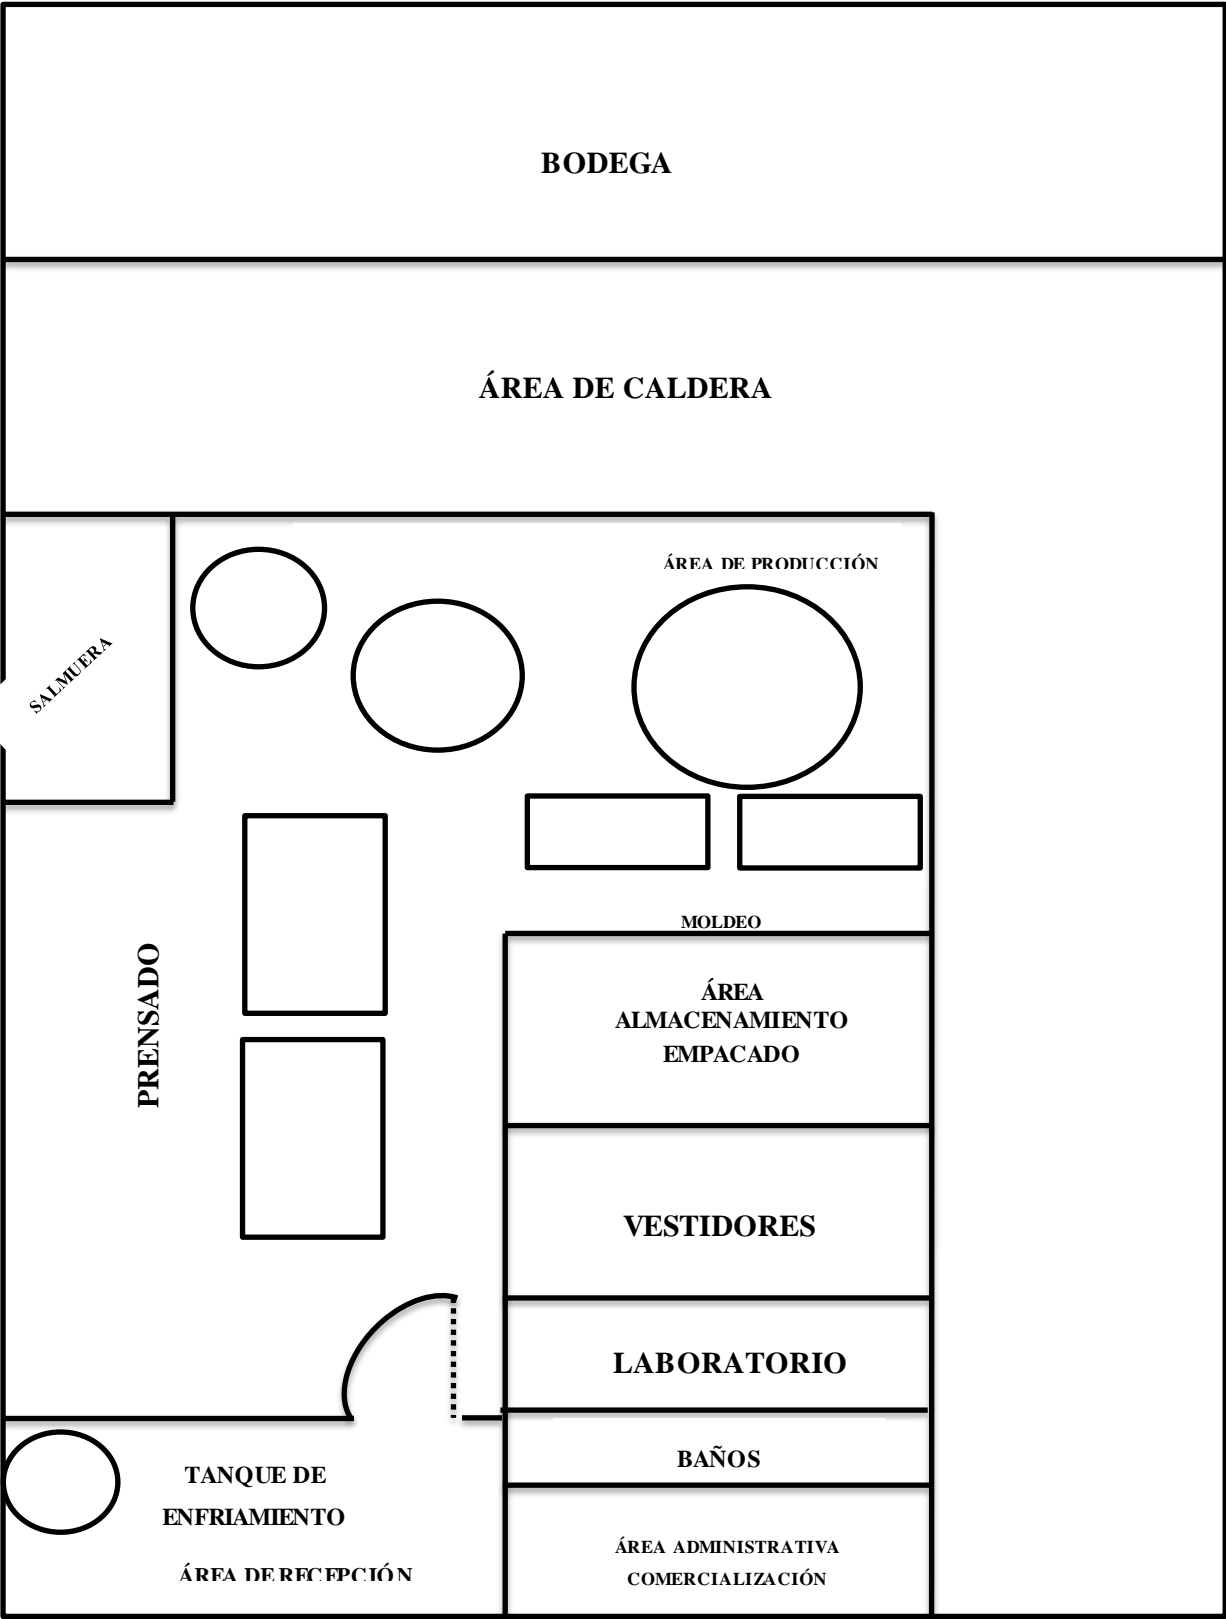 BODEGA
ÁREA DE CALDERA
ÁREA DE PRODUCCIÓN
SALMUERA
MOLDEO
PRENSADO
ÁREA
ALMACENAMIENTO
EMPACADO
VESTIDORES
LABORATORIO
BAÑOS
TANQUE DE
ENFRIAMIENTO
ÁREA DE RECEPCIÓN
ÁREA ADMINISTRATIVA
COMERCIALIZACIÓN